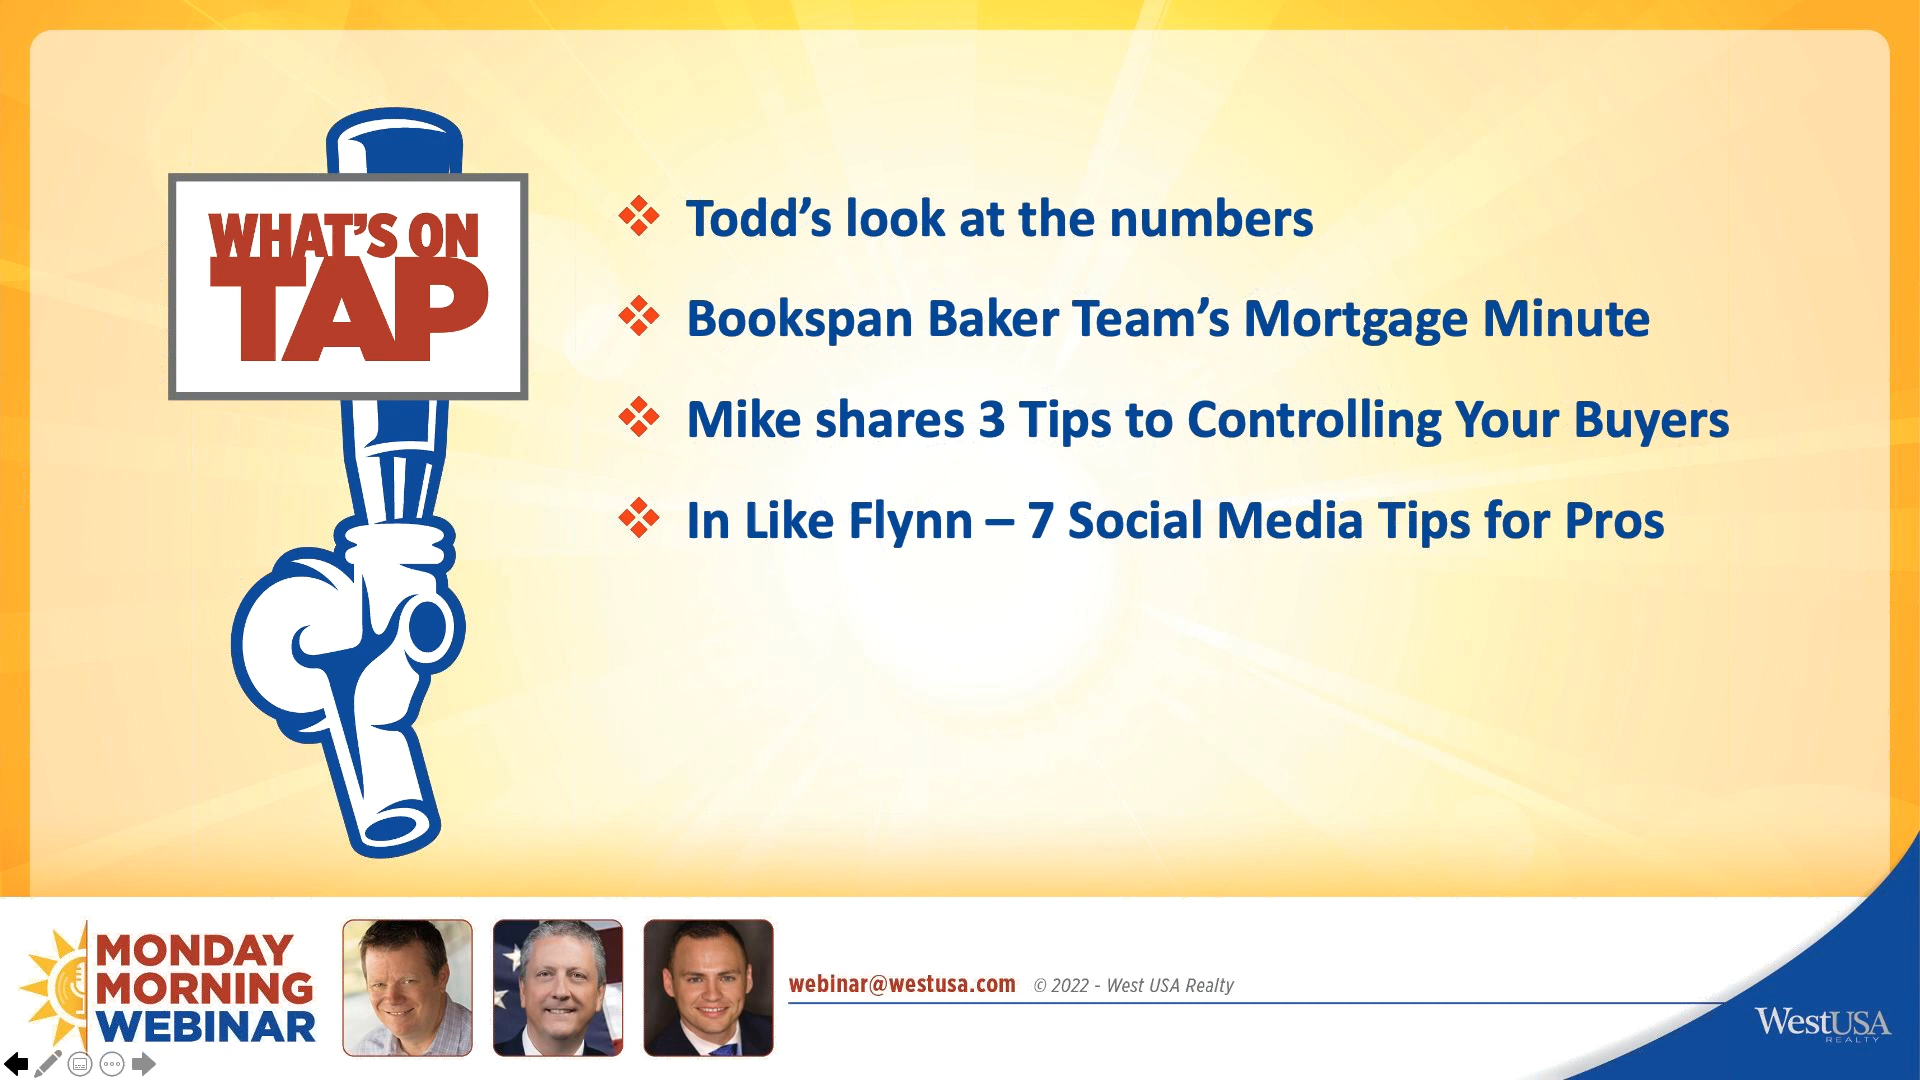 WHAT'S ON
TAP
Todd's look at the numbers
Bookspan Baker Team's Mortgage Minute
Mike shares 3 Tips to Controlling Your Buyers
In Like Flynn – 7 Social Media Tips for Pros
MONDAY
MORNING
WEBINAR
webinar@westusa.com © 2022 - West USA Realty
WestUSA
REALTY